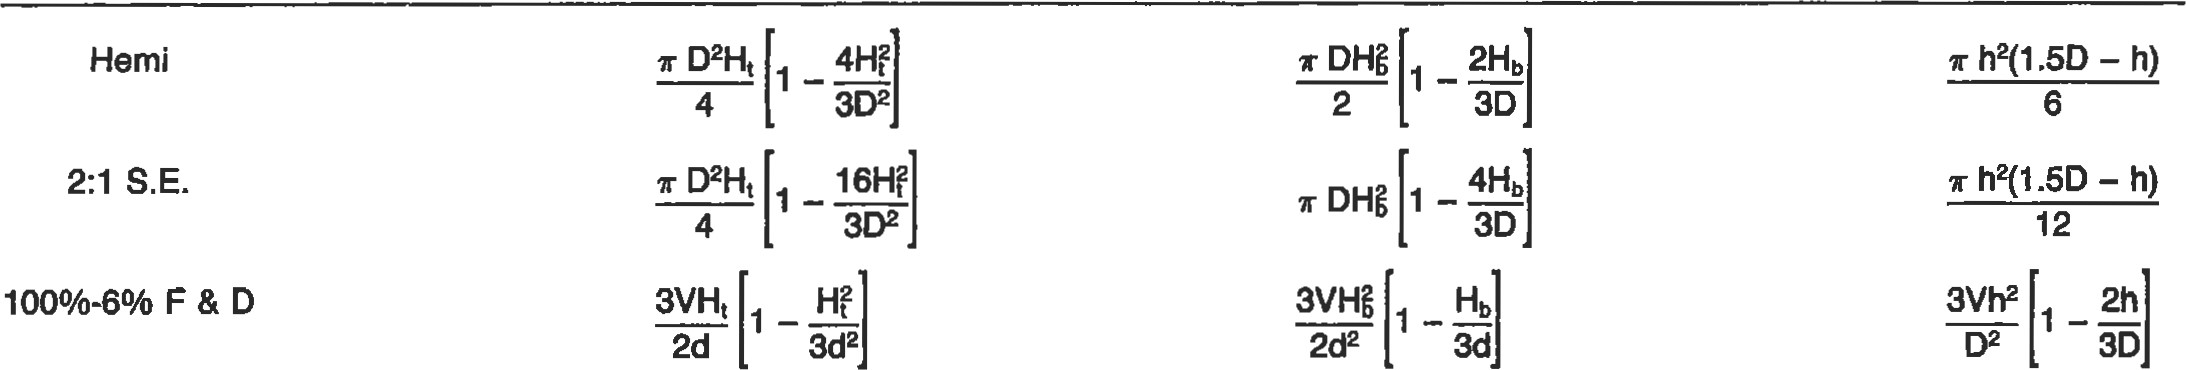 Hemi π D²Hₜ/4 [1 − 4Hₜ²/3D²] π DH_b²/2 [1 − 2H_b/3D] π h²(1.5D − h)/6
2:1 S.E. π D²Hₜ/4 [1 − 16Hₜ²/3D²] π DH_b² [1 − 4H_b/3D] π h²(1.5D − h)/12
100%-6% F & D 3VHₜ/2d [1 − Hₜ²/3d²] 3VH_b²/2d² [1 − H_b/3d] 3Vh²/D² [1 − 2h/3D]